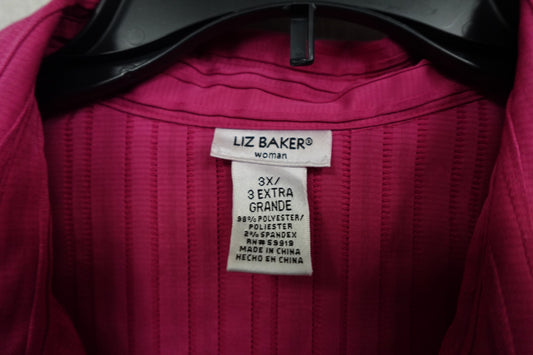 LIZ BAKER®
woman
3X/
3 EXTRA
GRANDE
98% POLYESTER/
POLIESTER
2% SPANDEX
RN# 59919
MADE IN CHINA
HECHO EN CHINA